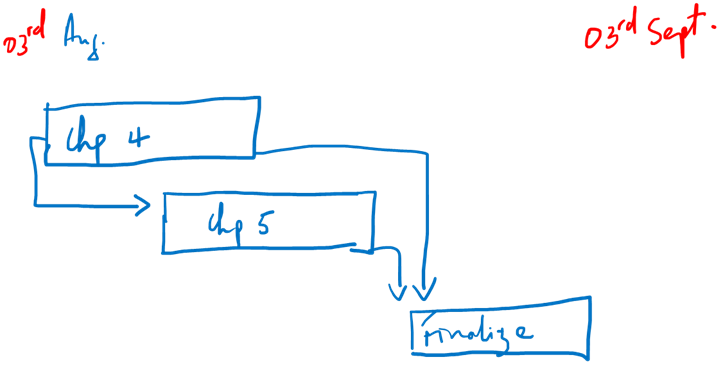 03rd Aug.
03rd Sept.
Chp 4
Chp 5
Finalize